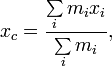 x_c = \frac{\sum_i m_i x_i}{\sum_i m_i},